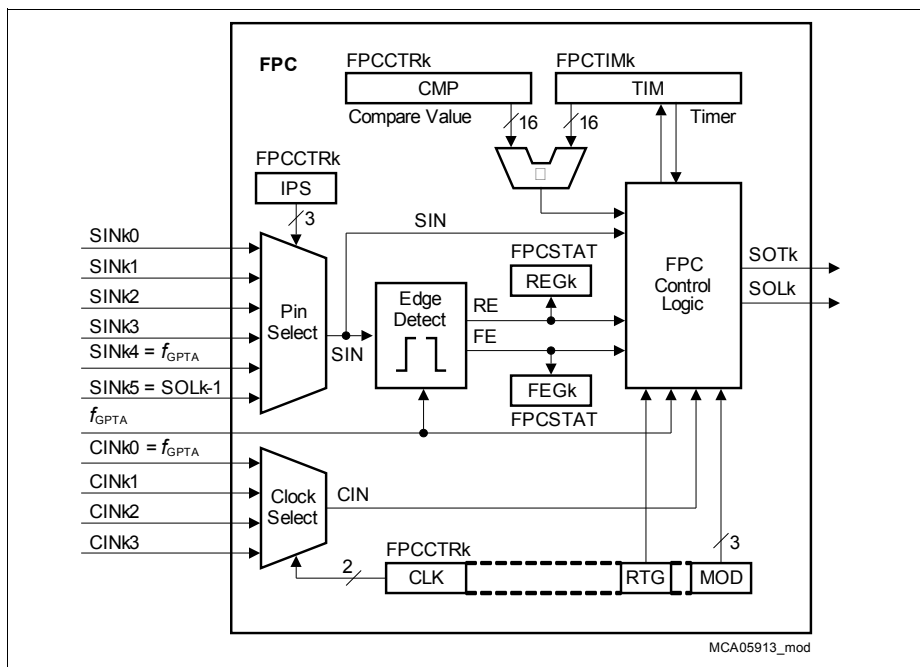 FPC
FPCCTRk
CMP
Compare Value
16
FPCTIMk
TIM
Timer
16
FPCCTRk
IPS
3
SINk0
SINk1
SINk2
SINk3
SINk4 = fGPTA
SINk5 = SOLk-1
fGPTA
CINk0 = fGPTA
CINk1
CINk2
CINk3
Pin
Select
SIN
SIN
Edge
Detect
RE
FE
FPCSTAT
REGk
FEGk
FPCSTAT
FPC
Control
Logic
SOTk
SOLk
Clock
Select
CIN
2
FPCCTRk
CLK
RTG
MOD
3
MCA05913_mod